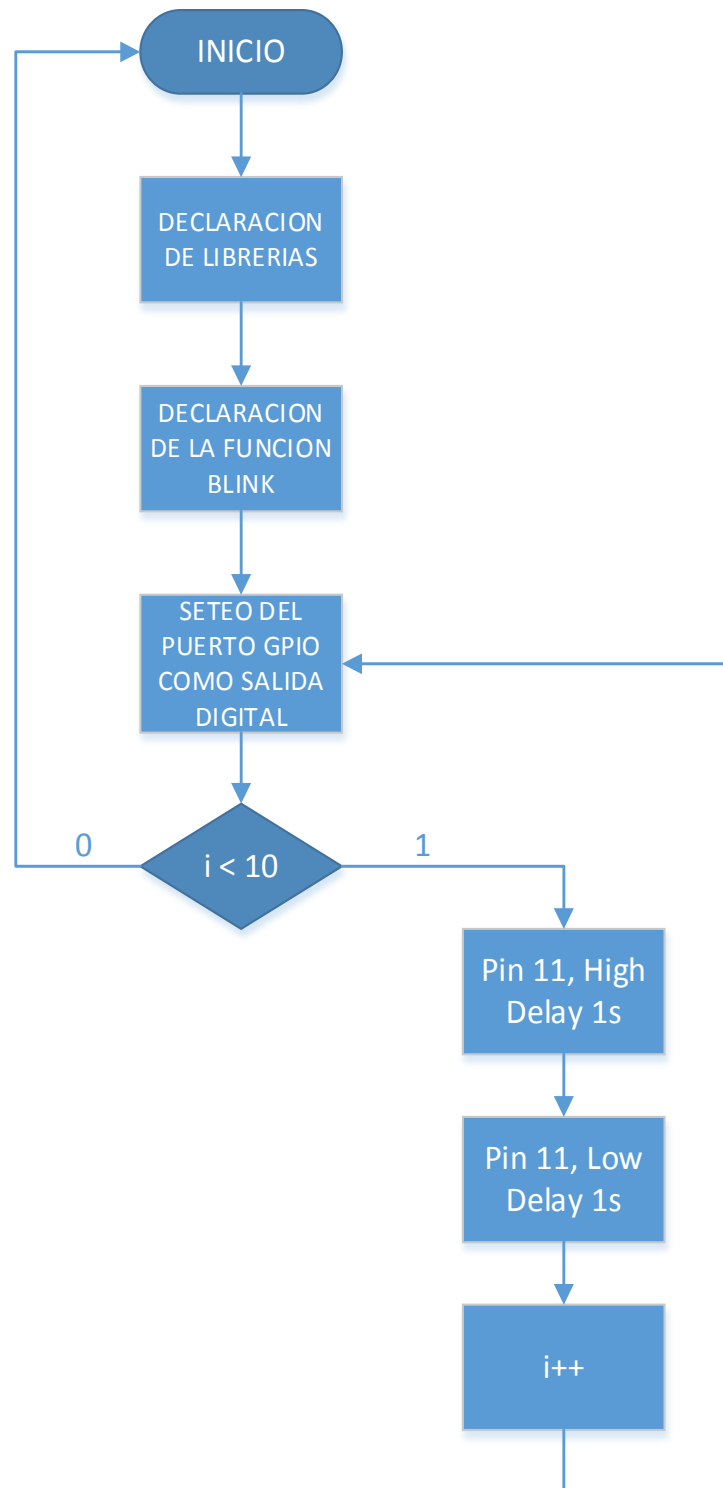 INICIO
DECLARACION
DE LIBRERIAS
DECLARACION
DE LA FUNCION
BLINK
SETEO DEL
PUERTO GPIO
COMO SALIDA
DIGITAL
0
i < 10
1
Pin 11, High
Delay 1s
Pin 11, Low
Delay 1s
i++